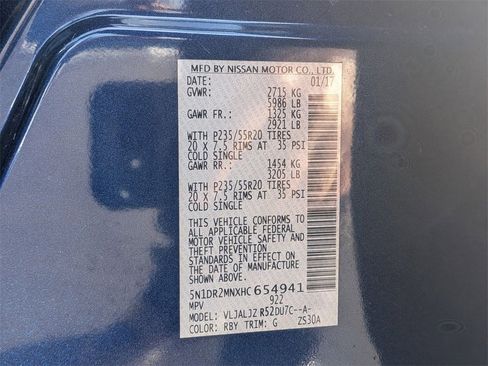 MFD BY NISSAN MOTOR CO., LTD.
DATE: 01/17
GVWR: 2715 KG
5986 LB
GAWR FR.: 1325 KG
2921 LB
WITH P235/55R20 TIRES
20 X 7.5 RIMS AT 35 PSI
COLD SINGLE
GAWR RR.: 1454 KG
3205 LB
WITH P235/55R20 TIRES
20 X 7.5 RIMS AT 35 PSI
COLD SINGLE
THIS VEHICLE CONFORMS TO
ALL APPLICABLE FEDERAL
MOTOR VEHICLE SAFETY AND
THEFT PREVENTION
STANDARDS IN EFFECT ON
THE DATE OF MANUFACTURE
SHOWN ABOVE.
5N1DR2MNXHC 654941
MPV 922
MODEL: VLJALJZ R52DU7C--A-
COLOR: RBY TRIM: G ZS30A